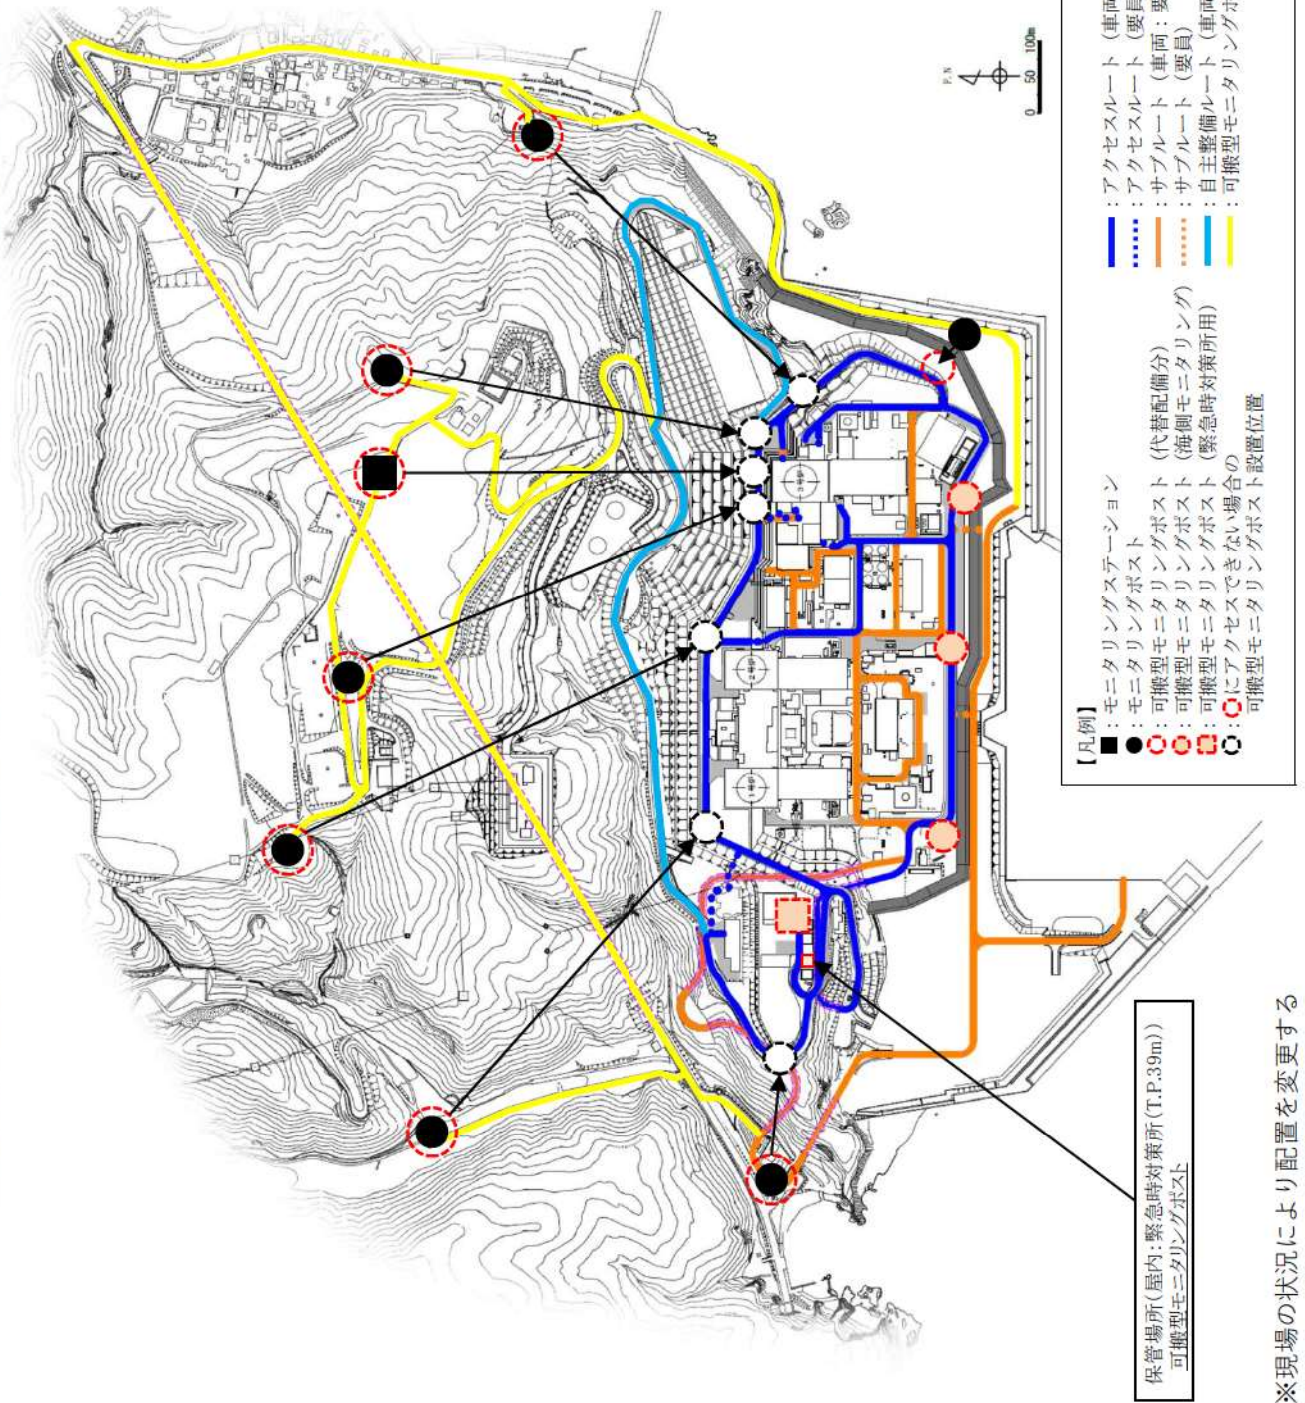 P.N
0 50 100m
3号炉
2号炉
1号炉
【凡例】
■：モニタリングステーション
●：モニタリングポスト
：可搬型モニタリングポスト（代替配備分）
：可搬型モニタリングポスト（海側モニタリング）
：可搬型モニタリングポスト（緊急時対策所用）
：にアクセスできない場合の
可搬型モニタリングポスト設置位置
：アクセスルート（車両
：アクセスルート（要員
：サブルート（車両：要
：サブルート（要員）
：自主整備ルート（車両
：可搬型モニタリングポ
保管場所(屋内：緊急時対策所(T.P.39m))
可搬型モニタリングポスト
※現場の状況により配置を変更する